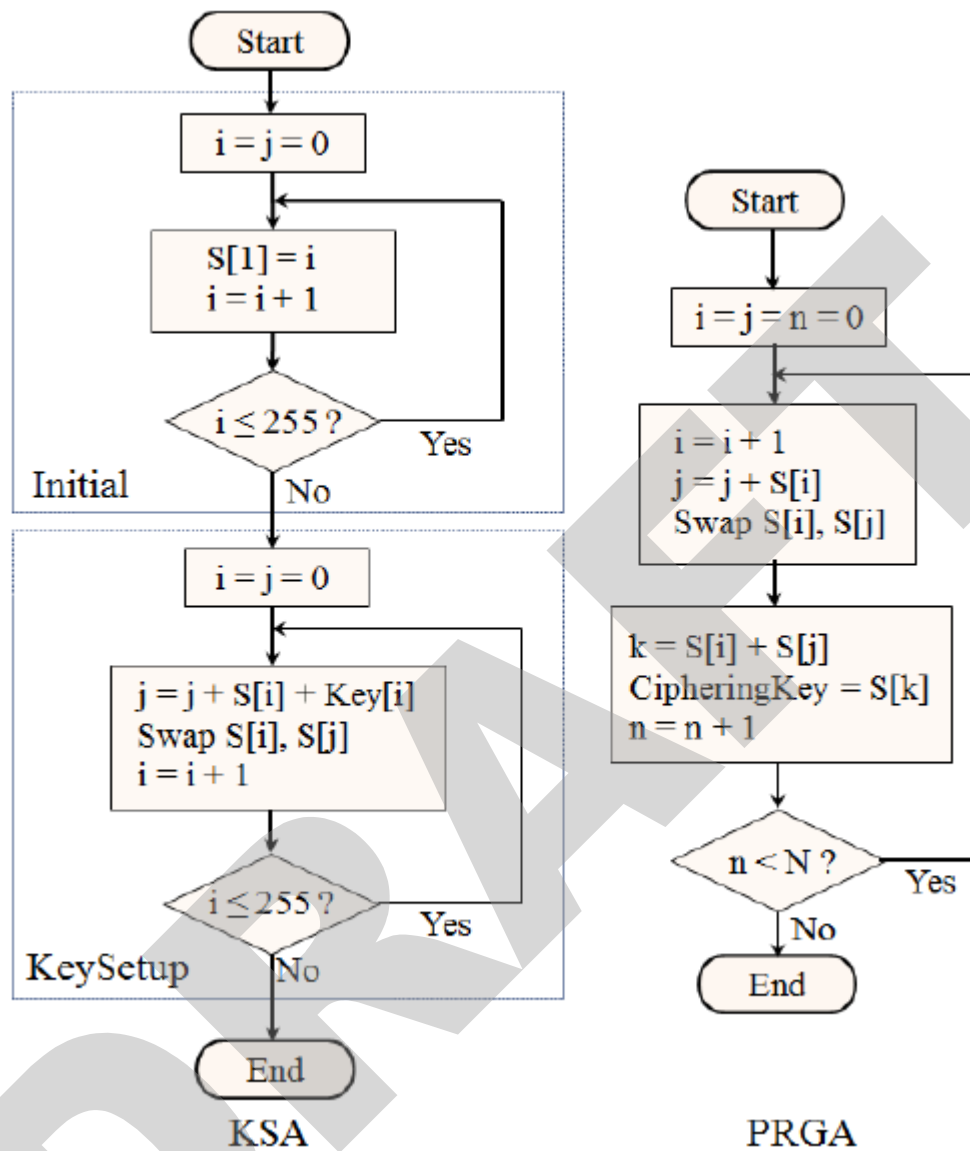 Start
i = j = 0
S[1] = i
i = i + 1
i ≤ 255 ?
Yes
No
Initial
i = j = 0
j = j + S[i] + Key[i]
Swap S[i], S[j]
i = i + 1
i ≤ 255 ?
Yes
No
KeySetup
End
KSA
Start
i = j = n = 0
i = i + 1
j = j + S[i]
Swap S[i], S[j]
k = S[i] + S[j]
CipheringKey = S[k]
n = n + 1
n < N ?
Yes
No
End
PRGA
DRAFT